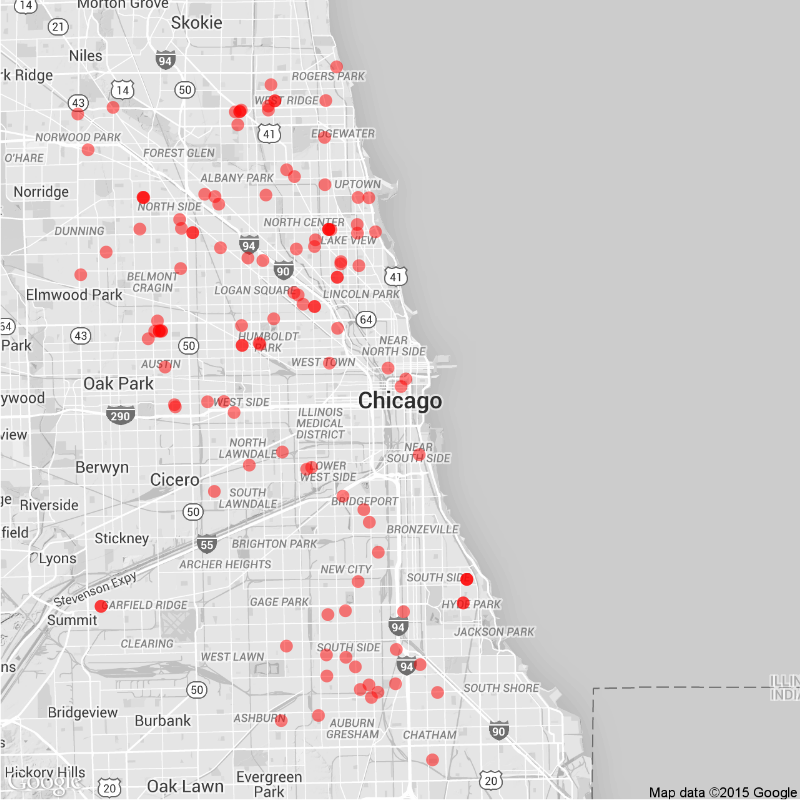 14
Morton Grove
21
Skokie
Niles
94
rk Ridge
ROGERS PARK
14
50
43
WEST RIDGE
41
EDGEWATER
NORWOOD PARK
O'HARE
FOREST GLEN
ALBANY PARK
UPTOWN
Norridge
NORTH SIDE
NORTH CENTER
DUNNING
94
LAKE VIEW
90
41
BELMONT
CRAGIN
LOGAN SQUARE
LINCOLN PARK
Elmwood Park
64
64
43
50
HUMBOLDT
PARK
NEAR
NORTH SIDE
Park
AUSTIN
WEST TOWN
Oak Park
ywood
WEST SIDE
Chicago
290
ILLINOIS
MEDICAL
DISTRICT
view
NORTH
LAWNDALE
NEAR
SOUTH SIDE
Berwyn
LOWER
WEST SIDE
Cicero
SOUTH
LAWNDALE
BRIDGEPORT
Riverside
50
field
Stickney
55
BRIGHTON PARK
BRONZEVILLE
Lyons
ARCHER HEIGHTS
NEW CITY
SOUTH SIDE
Stevenson Expy
GARFIELD RIDGE
GAGE PARK
HYDE PARK
Summit
94
JACKSON PARK
CLEARING
SOUTH SIDE
WEST LAWN
94
ns
50
SOUTH SHORE
ILLIN
INDIA
Bridgeview
Burbank
ASHBURN
AUBURN
GRESHAM
CHATHAM
90
Hickory Hills
Google
20
Oak Lawn
Evergreen
Park
20
Map data ©2015 Google